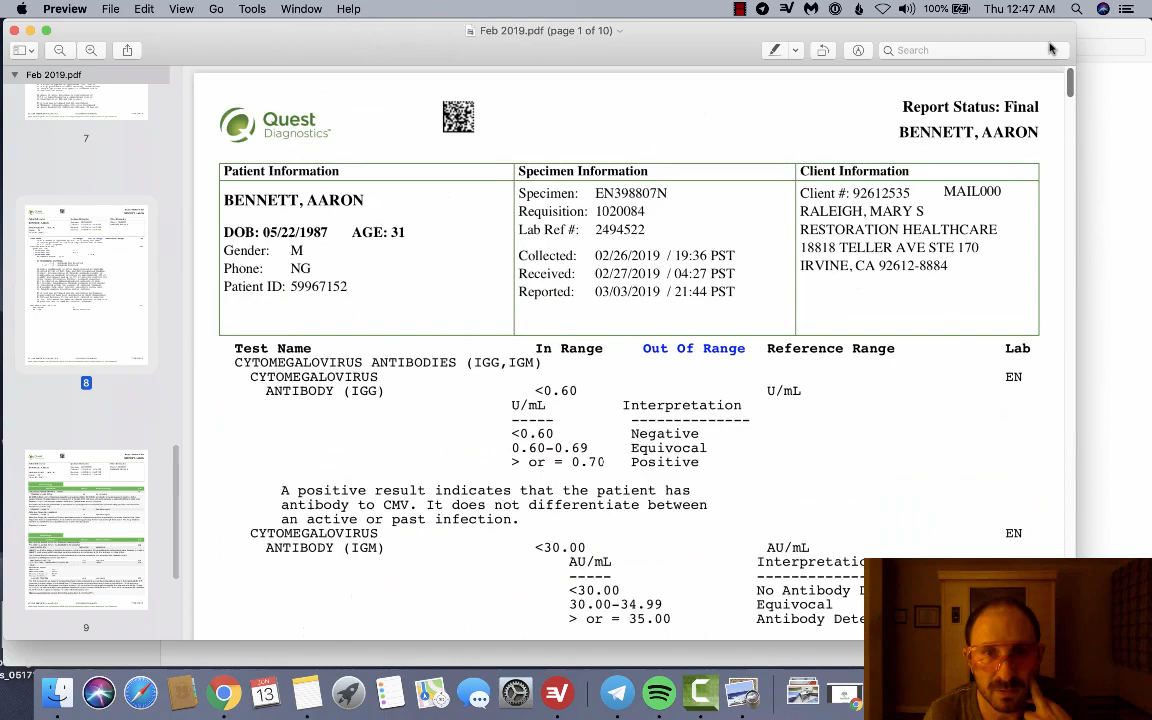 Preview File Edit View Go Tools Window Help 100% Thu 12:47 AM
Feb 2019.pdf (page 1 of 10)
Search
Feb 2019.pdf
7
8
9
Quest
Diagnostics
Report Status: Final
BENNETT, AARON
Patient Information
BENNETT, AARON
DOB: 05/22/1987 AGE: 31
Gender: M
Phone: NG
Patient ID: 59967152
Specimen Information
Specimen: EN398807N
Requisition: 1020084
Lab Ref #: 2494522
Collected: 02/26/2019 / 19:36 PST
Received: 02/27/2019 / 04:27 PST
Reported: 03/03/2019 / 21:44 PST
Client Information
Client #: 92612535 MAIL000
RALEIGH, MARY S
RESTORATION HEALTHCARE
18818 TELLER AVE STE 170
IRVINE, CA 92612-8884
Test Name In Range Out Of Range Reference Range Lab
CYTOMEGALOVIRUS ANTIBODIES (IGG,IGM)
CYTOMEGALOVIRUS EN
ANTIBODY (IGG) <0.60 U/mL
U/mL Interpretation
----- --------------
<0.60 Negative
0.60-0.69 Equivocal
> or = 0.70 Positive
A positive result indicates that the patient has
antibody to CMV. It does not differentiate between
an active or past infection.
CYTOMEGALOVIRUS EN
ANTIBODY (IGM) <30.00 AU/mL
AU/mL
----- 
<30.00 No Antibody
30.00-34.99 Equivocal
> or = 35.00 Antibody
JUN
13